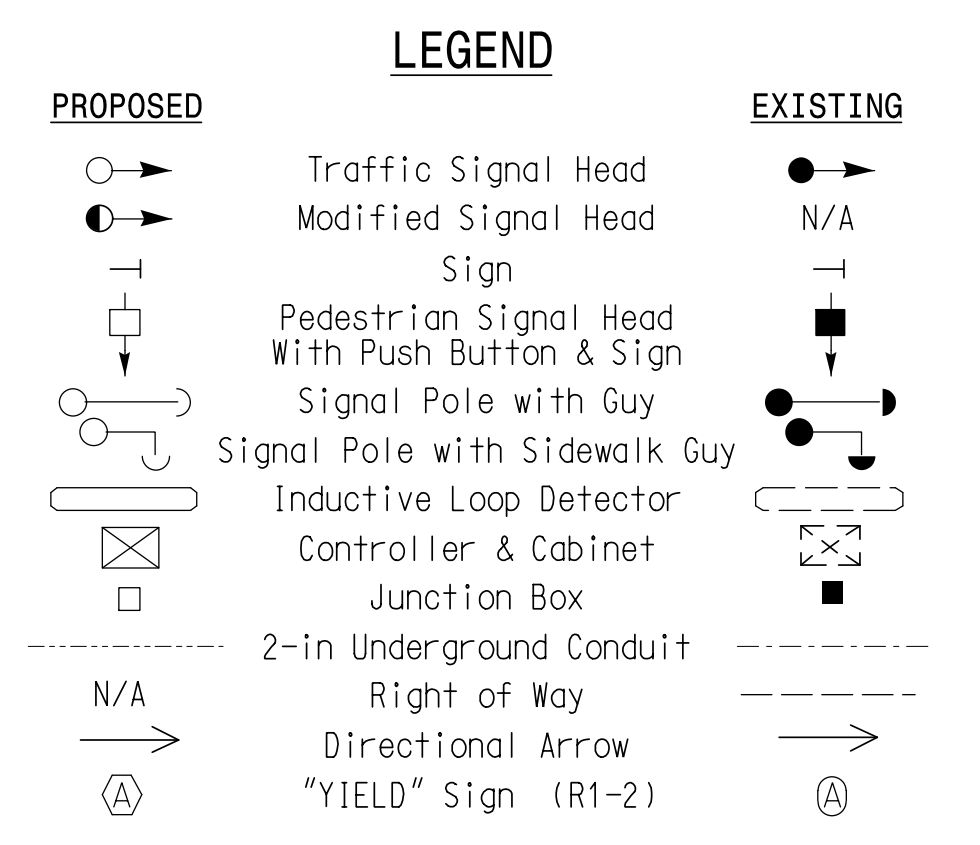 LEGEND
PROPOSED EXISTING
Traffic Signal Head
Modified Signal Head N/A
Sign
Pedestrian Signal Head
With Push Button & Sign
Signal Pole with Guy
Signal Pole with Sidewalk Guy
Inductive Loop Detector
Controller & Cabinet
Junction Box
2-in Underground Conduit
N/A Right of Way
Directional Arrow
A "YIELD" Sign (R1-2) A